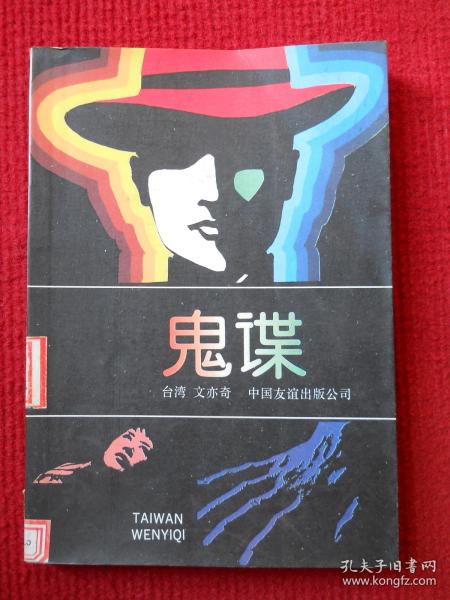 鬼谍
台湾 文亦奇 中国友谊出版公司
TAIWAN
WENYIQI
孔夫子旧书网
www.kongfz.com